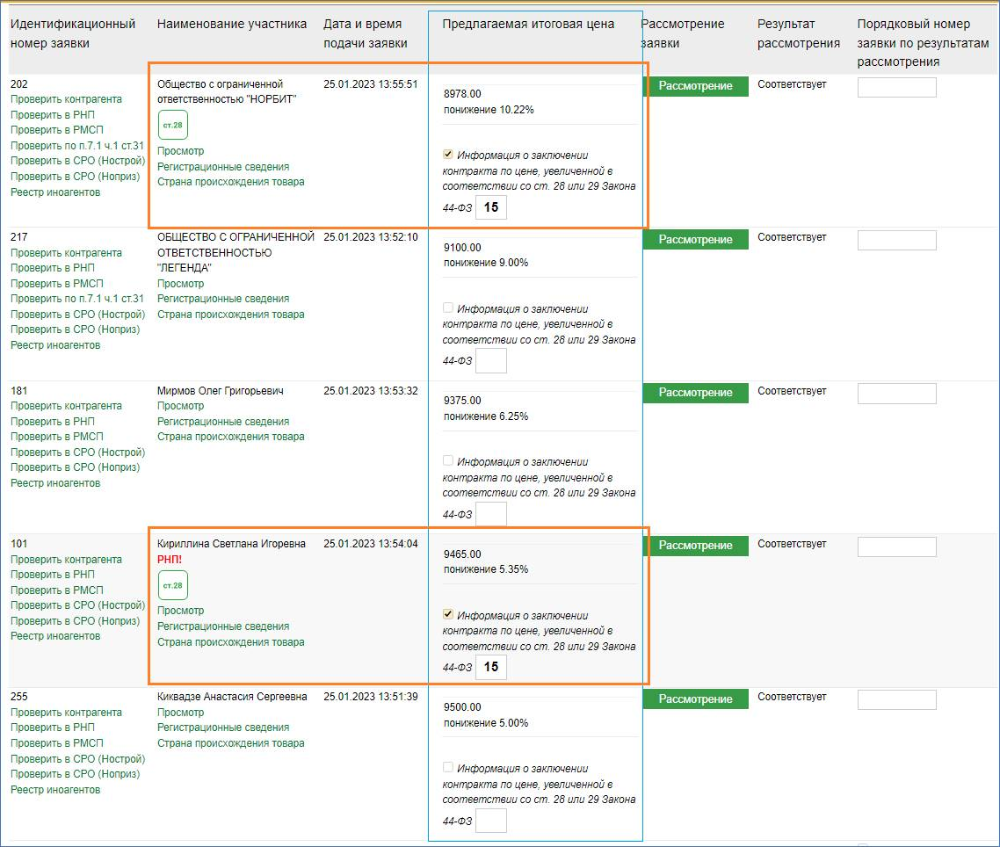 Идентификационный номер заявки
Наименование участника
Дата и время подачи заявки
Предлагаемая итоговая цена
Рассмотрение заявки
Результат рассмотрения
Порядковый номер заявки по результатам рассмотрения
202
Проверить контрагента
Проверить в РНП
Проверить в РМСП
Проверить по п.7.1 ч.1 ст.31
Проверить в СРО (Нострой)
Проверить в СРО (Ноприз)
Реестр иноагентов
Общество с ограниченной
ответственностью "НОРБИТ"
ст.28
Просмотр
Регистрационные сведения
Страна происхождения товара
25.01.2023 13:55:51
8978.00
понижение 10.22%
Информация о заключении
контракта по цене, увеличенной в
соответствии со ст. 28 или 29 Закона
44-ФЗ 15
Рассмотрение
Соответствует
217
Проверить контрагента
Проверить в РНП
Проверить в РМСП
Проверить по п.7.1 ч.1 ст.31
Проверить в СРО (Нострой)
Проверить в СРО (Ноприз)
Реестр иноагентов
ОБЩЕСТВО С ОГРАНИЧЕННОЙ
ОТВЕТСТВЕННОСТЬЮ
"ЛЕГЕНДА"
Просмотр
Регистрационные сведения
Страна происхождения товара
25.01.2023 13:52:10
9100.00
понижение 9.00%
Информация о заключении
контракта по цене, увеличенной в
соответствии со ст. 28 или 29 Закона
44-ФЗ
Рассмотрение
Соответствует
181
Проверить контрагента
Проверить в РНП
Проверить в РМСП
Проверить в СРО (Нострой)
Проверить в СРО (Ноприз)
Реестр иноагентов
Мирмов Олег Григорьевич
Просмотр
Регистрационные сведения
Страна происхождения товара
25.01.2023 13:53:32
9375.00
понижение 6.25%
Информация о заключении
контракта по цене, увеличенной в
соответствии со ст. 28 или 29 Закона
44-ФЗ
Рассмотрение
Соответствует
101
Проверить контрагента
Проверить в РНП
Проверить в РМСП
Проверить в СРО (Нострой)
Проверить в СРО (Ноприз)
Реестр иноагентов
Кириллина Светлана Игоревна
РНП!
ст.28
Просмотр
Регистрационные сведения
Страна происхождения товара
25.01.2023 13:54:04
9465.00
понижение 5.35%
Информация о заключении
контракта по цене, увеличенной в
соответствии со ст. 28 или 29 Закона
44-ФЗ 15
Рассмотрение
Соответствует
255
Проверить контрагента
Проверить в РНП
Проверить в РМСП
Проверить в СРО (Нострой)
Проверить в СРО (Ноприз)
Реестр иноагентов
Киквадзе Анастасия Сергеевна
Просмотр
Регистрационные сведения
Страна происхождения товара
25.01.2023 13:51:39
9500.00
понижение 5.00%
Информация о заключении
контракта по цене, увеличенной в
соответствии со ст. 28 или 29 Закона
44-ФЗ
Рассмотрение
Соответствует